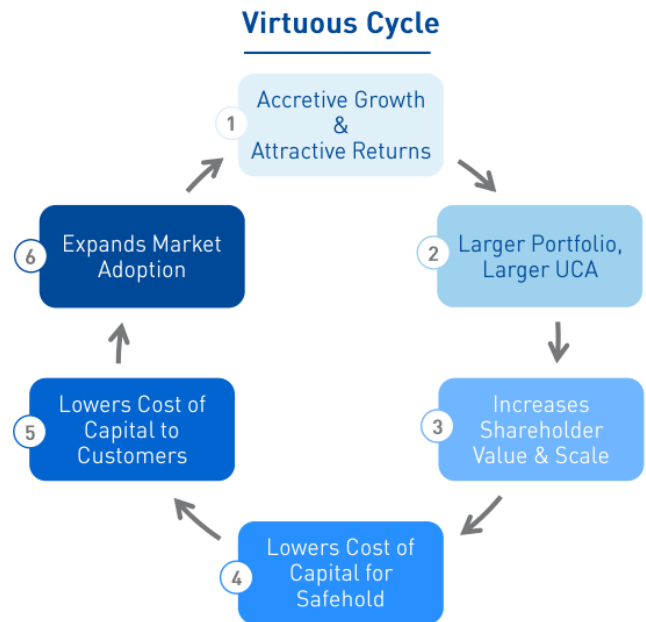 Virtuous Cycle
1
Accretive Growth
&
Attractive Returns
2
Larger Portfolio,
Larger UCA
3
Increases
Shareholder
Value & Scale
4
Lowers Cost of
Capital for
Safehold
5
Lowers Cost of
Capital to
Customers
6
Expands Market
Adoption